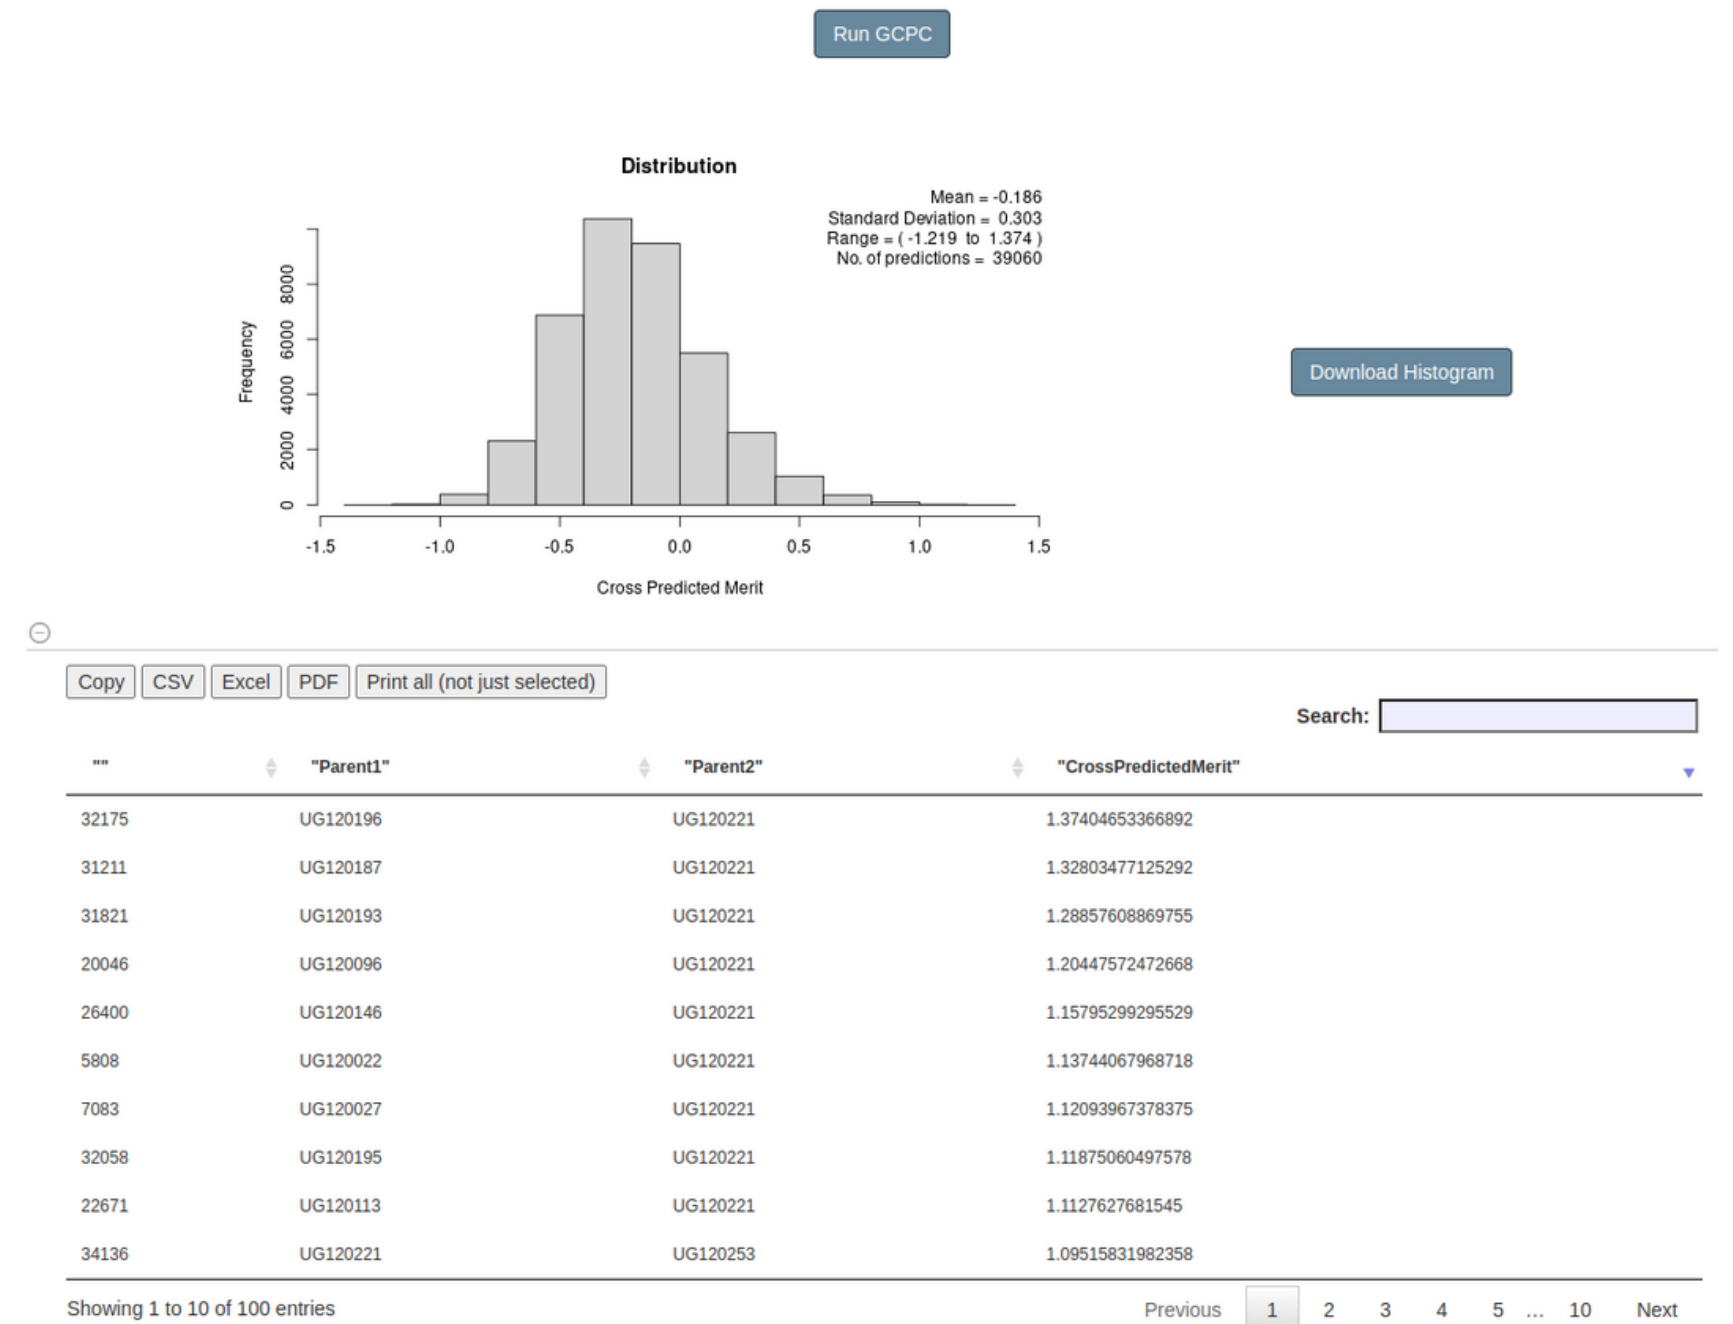 Run GCPC
Distribution
Mean = -0.186
Standard Deviation = 0.303
Range = ( -1.219 to 1.374 )
No. of predictions = 39060
Frequency
8000
6000
4000
2000
0
-1.5 -1.0 -0.5 0.0 0.5 1.0 1.5
Cross Predicted Merit
Download Histogram
Copy CSV Excel PDF Print all (not just selected)
Search:
"" "Parent1" "Parent2" "CrossPredictedMerit"
32175 UG120196 UG120221 1.37404653366892
31211 UG120187 UG120221 1.32803477125292
31821 UG120193 UG120221 1.28857608869755
20046 UG120096 UG120221 1.20447572472668
26400 UG120146 UG120221 1.15795299295529
5808 UG120022 UG120221 1.13744067968718
7083 UG120027 UG120221 1.12093967378375
32058 UG120195 UG120221 1.11875060497578
22671 UG120113 UG120221 1.1127627681545
34136 UG120221 UG120253 1.09515831982358
Showing 1 to 10 of 100 entries
Previous 1 2 3 4 5 … 10 Next